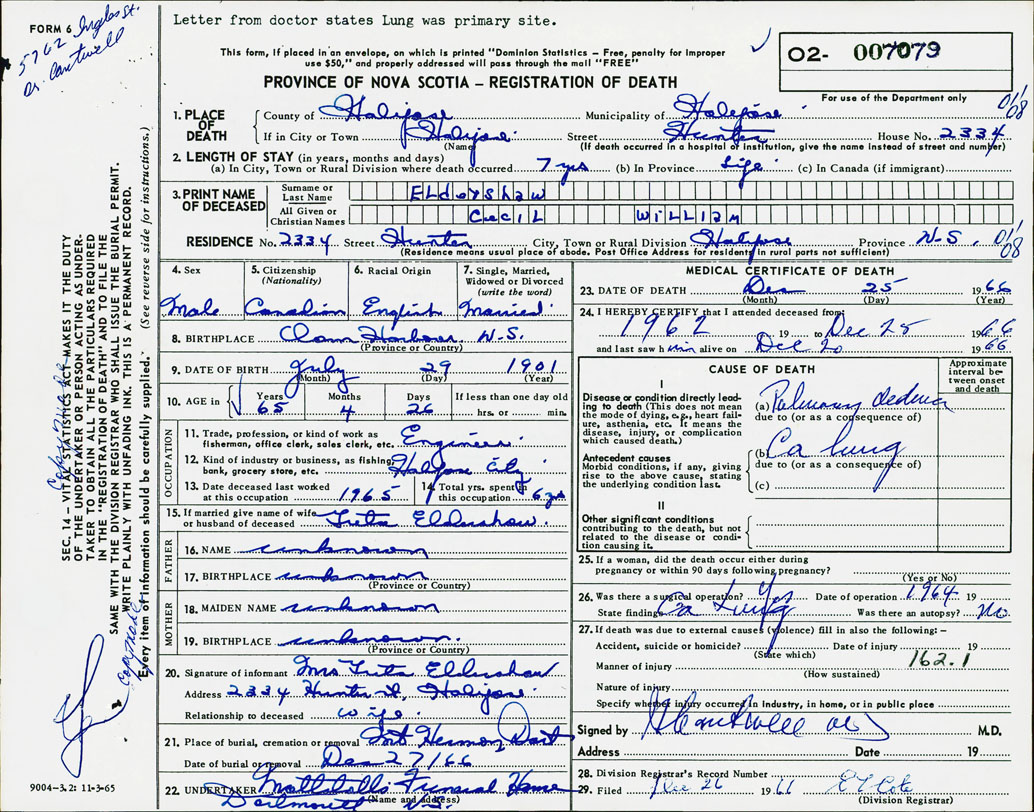 Letter from doctor states Lung was primary site.
FORM 6
5762 Inglis St.
Dr. Cantwell
This form, if placed in an envelope, on which is printed "Dominion Statistics – Free, penalty for improper
use $50," and properly addressed will pass through the mail "FREE"
02- 007079
PROVINCE OF NOVA SCOTIA – REGISTRATION OF DEATH
For use of the Department only
1. PLACE OF DEATH County of Halifax Municipality of Halifax 011/08
If in City or Town Halifax (Name) Street Hunter House No. 2334
(If death occurred in a hospital or institution, give the name instead of street and number)
2. LENGTH OF STAY (in years, months and days)
(a) In City, Town or Rural Division where death occurred 7 yrs (b) In Province Life (c) In Canada (if immigrant)
3. PRINT NAME OF DECEASED Surname or Last Name Eldershaw
All Given or Christian Names Cecil William
RESIDENCE No. 2334 Street Hunter City, Town or Rural Division Halifax Province N.S. 011/08
(Residence means usual place of abode. Post Office Address for residents in rural parts not sufficient)
4. Sex Male
5. Citizenship (Nationality) Canadian
6. Racial Origin English
7. Single, Married, Widowed or Divorced (write the word) Married
8. BIRTHPLACE Clam Harbour N.S.
(Province or Country)
9. DATE OF BIRTH July 29 1901
(Month) (Day) (Year)
10. AGE in Years 65 Months 4 Days 26 If less than one day old hrs. or min.
OCCUPATION
11. Trade, profession, or kind of work as fisherman, office clerk, sales clerk, etc. Engineer
12. Kind of industry or business, as fishing, bank, grocery store, etc. Halifax City
13. Date deceased last worked at this occupation 1965
14. Total yrs. spent in this occupation 6 yrs
15. If married give name of wife or husband of deceased Eldershaw
FATHER
16. NAME unknown
17. BIRTHPLACE unknown
(Province or Country)
MOTHER
18. MAIDEN NAME unknown
19. BIRTHPLACE unknown
(Province or Country)
20. Signature of informant Mrs Eldershaw
Address 2334 Hunter St, Halifax
Relationship to deceased wife
21. Place of burial, cremation or removal Mt Hermon Dart
Date of burial or removal Dec 27/66
22. UNDERTAKER Mattatalls Funeral Home
Dartmouth N.S.
(Name and address)
MEDICAL CERTIFICATE OF DEATH
23. DATE OF DEATH Dec 25 1966
(Month) (Day) (Year)
24. I HEREBY CERTIFY that I attended deceased from
1962 19 to Dec 25 1966
and last saw him alive on Dec 20 1966
CAUSE OF DEATH
Approximate interval between onset and death
I
Disease or condition directly leading to death (This does not mean the mode of dying, e.g., heart failure, asthenia, etc. It means the disease, injury, or complication which caused death.)
(a) Pulmonary oedema
due to (or as a consequence of)
Antecedent causes
Morbid conditions, if any, giving rise to the above cause, stating the underlying condition last.
(b) Ca lung
due to (or as a consequence of)
(c)
II
Other significant conditions
contributing to the death, but not related to the disease or condition causing it.
25. If a woman, did the death occur either during pregnancy or within 90 days following pregnancy?
(Yes or No)
26. Was there a surgical operation? Yes Date of operation 1964 19
State findings Ca Lung Was there an autopsy? No
27. If death was due to external causes (violence) fill in also the following: –
Accident, suicide or homicide? Date of injury 19
(State which)
162.1
Manner of injury
(How sustained)
Nature of injury
Specify whether injury occurred in industry, in home, or in public place
Signed by M.D.
Address Date 19
28. Division Registrar's Record Number
29. Filed Dec 26 1966
(Division Registrar)
SEC. 14 – VITAL STATISTICS ACT MAKES IT THE DUTY
OF THE UNDERTAKER OR PERSON ACTING AS UNDER-
TAKER TO OBTAIN ALL THE PARTICULARS REQUIRED
IN THE "REGISTRATION OF DEATH" AND TO FILE THE
SAME WITH THE DIVISION REGISTRAR WHO SHALL ISSUE THE BURIAL PERMIT.
WRITE PLAINLY WITH UNFADING INK. THIS IS A PERMANENT RECORD.
Every item of information should be carefully supplied. (See reverse side for instructions.)
9004-3.2: 11-3-65